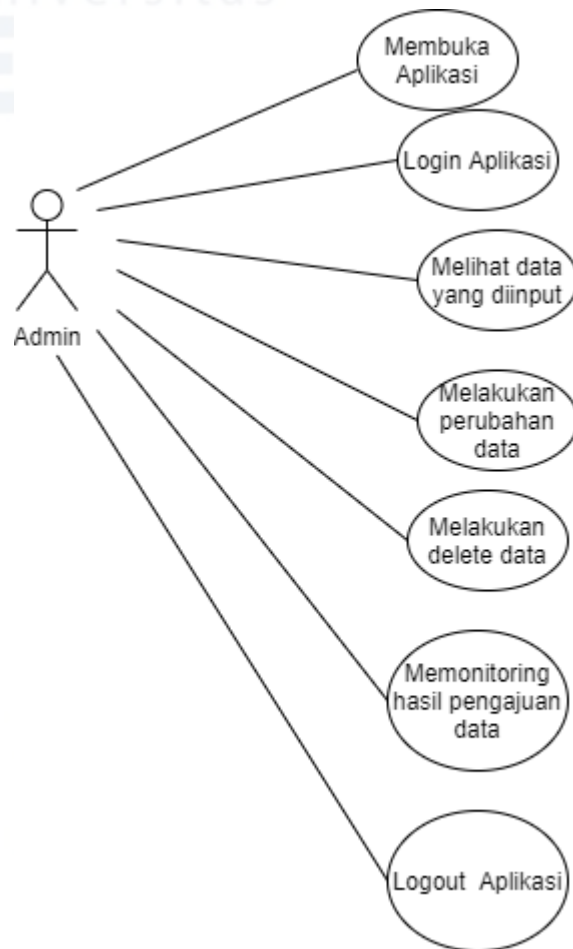 Membuka
Aplikasi
Login Aplikasi
Melihat data
yang diinput
Admin
Melakukan
perubahan
data
Melakukan
delete data
Memonitoring
hasil pengajuan
data
Logout Aplikasi